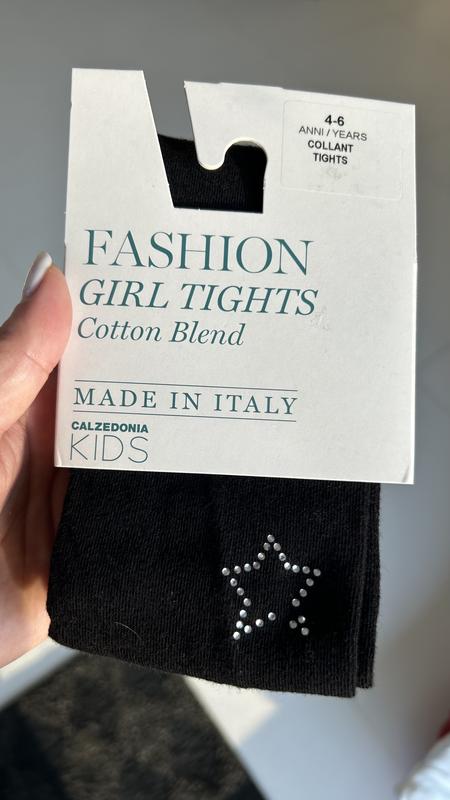 4-6
ANNI / YEARS
COLLANT
TIGHTS
FASHION
GIRL TIGHTS
Cotton Blend
MADE IN ITALY
CALZEDONIA
KIDS